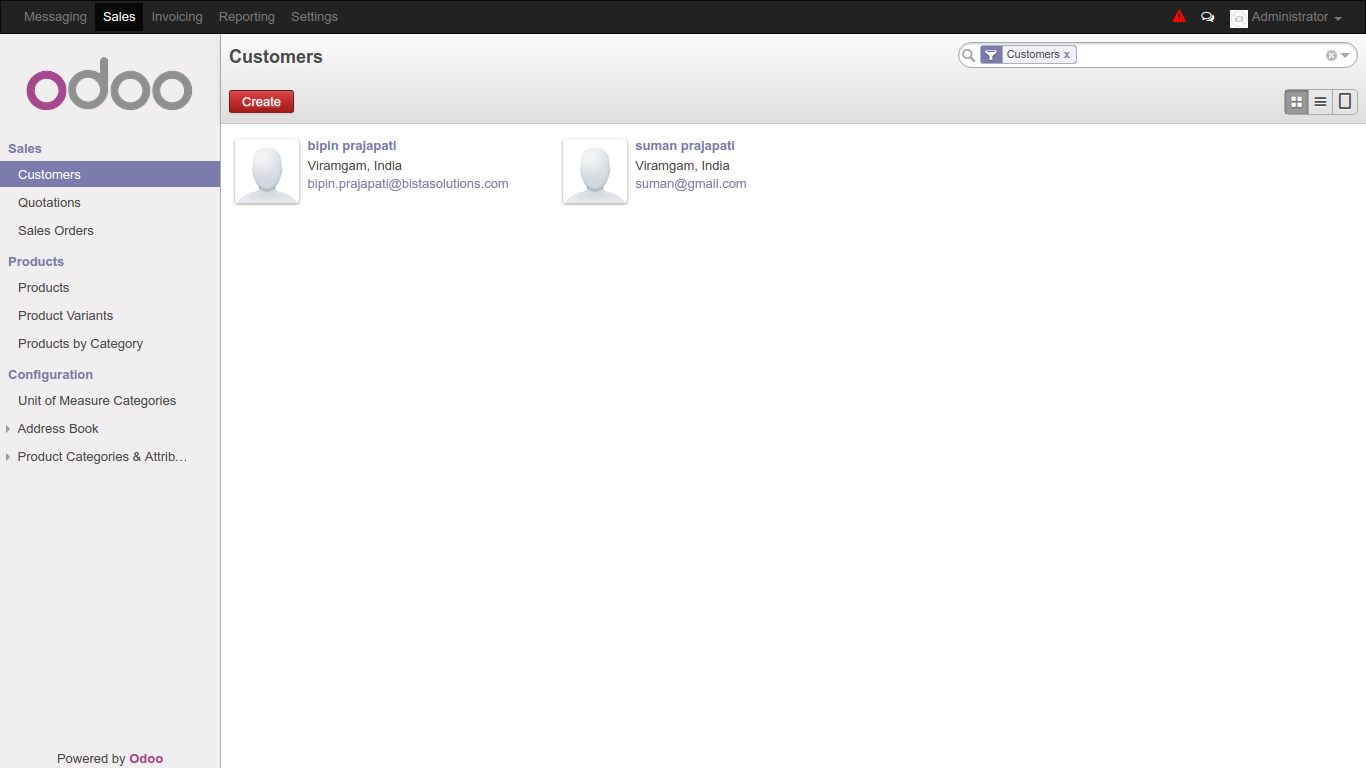 Messaging Sales Invoicing Reporting Settings Administrator
odoo
Sales
Customers
Quotations
Sales Orders
Products
Products
Product Variants
Products by Category
Configuration
Unit of Measure Categories
Address Book
Product Categories & Attrib...
Powered by Odoo
Customers
Customers x
Create
bipin prajapati
Viramgam, India
bipin.prajapati@bistasolutions.com
suman prajapati
Viramgam, India
suman@gmail.com